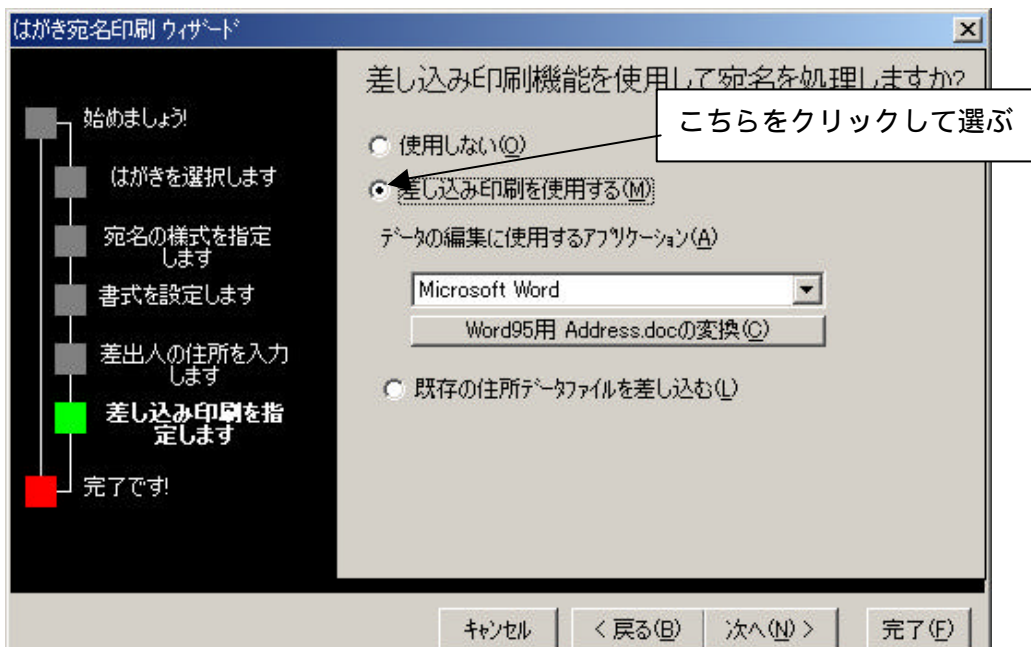 はがき宛名印刷 ウィザード
始めましょう!
はがきを選択します
宛名の様式を指定
します
書式を設定します
差出人の住所を入力
します
差し込み印刷を指
定します
完了です!
差し込み印刷機能を使用して宛名を処理しますか?
こちらをクリックして選ぶ
使用しない(O)
差し込み印刷を使用する(M)
データの編集に使用するアプリケーション(A)
Microsoft Word
Word95用 Address.docの変換(C)
既存の住所データファイルを差し込む(L)
キャンセル
< 戻る(B)
次へ(N) >
完了(F)